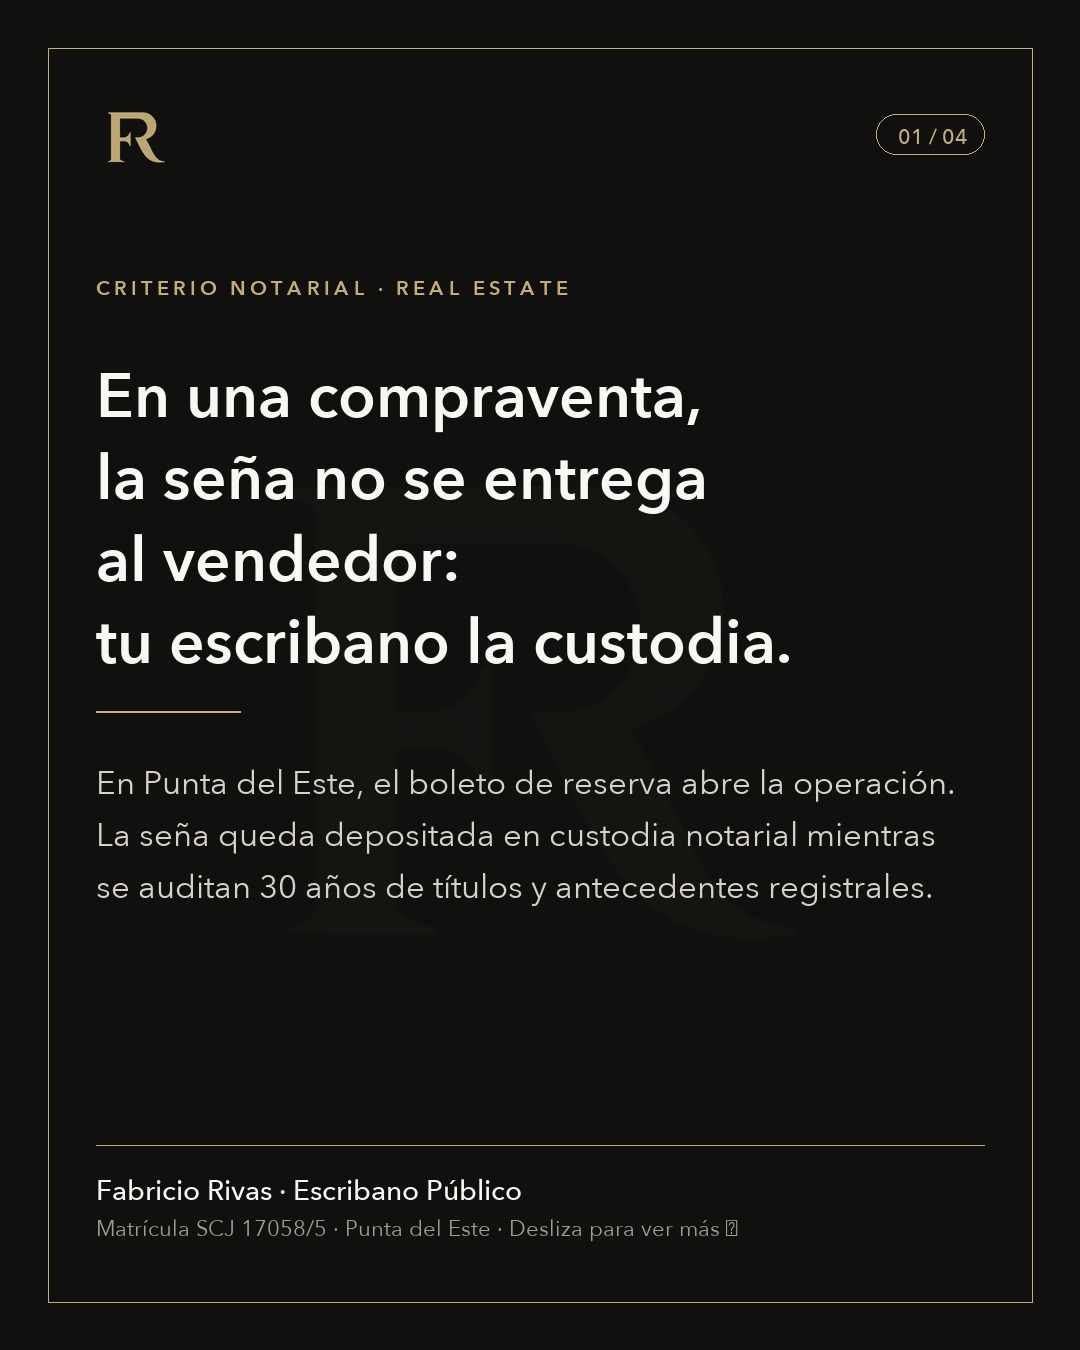 FR
01 / 04
CRITERIO NOTARIAL · REAL ESTATE
En una compraventa,
la seña no se entrega
al vendedor:
tu escribano la custodia.
En Punta del Este, el boleto de reserva abre la operación.
La seña queda depositada en custodia notarial mientras
se auditan 30 años de títulos y antecedentes registrales.
Fabricio Rivas · Escribano Público
Matrícula SCJ 17058/5 · Punta del Este · Desliza para ver más